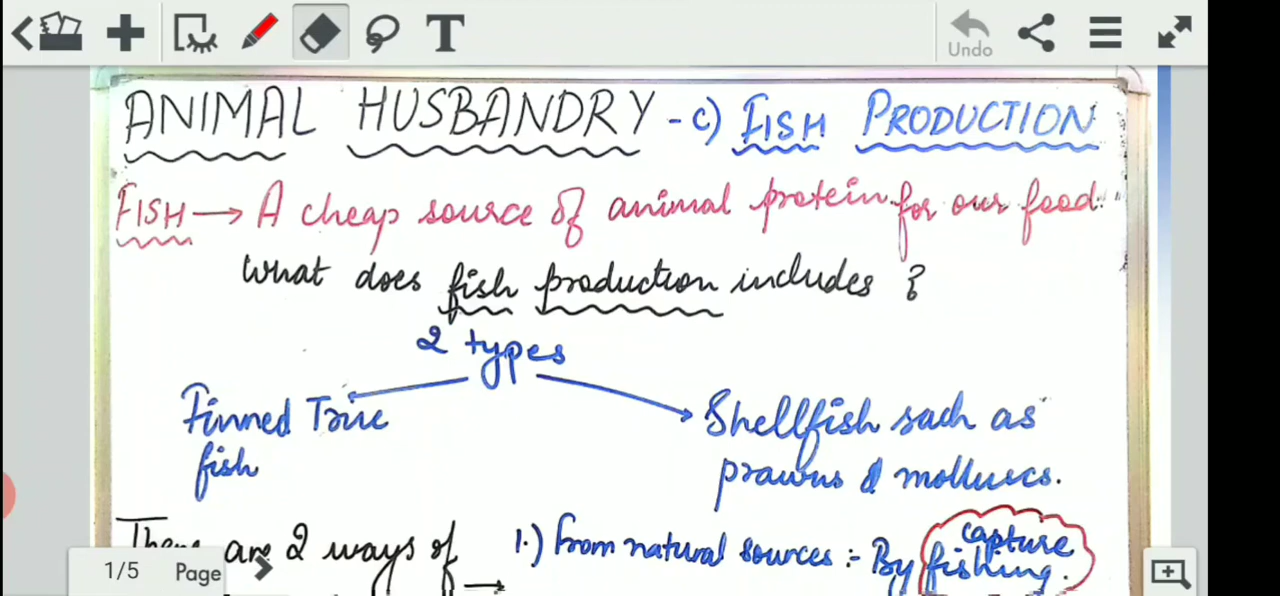 Undo
T
ANIMAL HUSBANDRY - c) FISH PRODUCTION
FISH → A cheap source of animal protein for our food.
What does fish production includes ?
2 types
Finned True
fish
Shellfish such as
prawns & molluscs.
There are 2 ways of
1.) From natural sources :- By capture
fishing.
1/5 Page